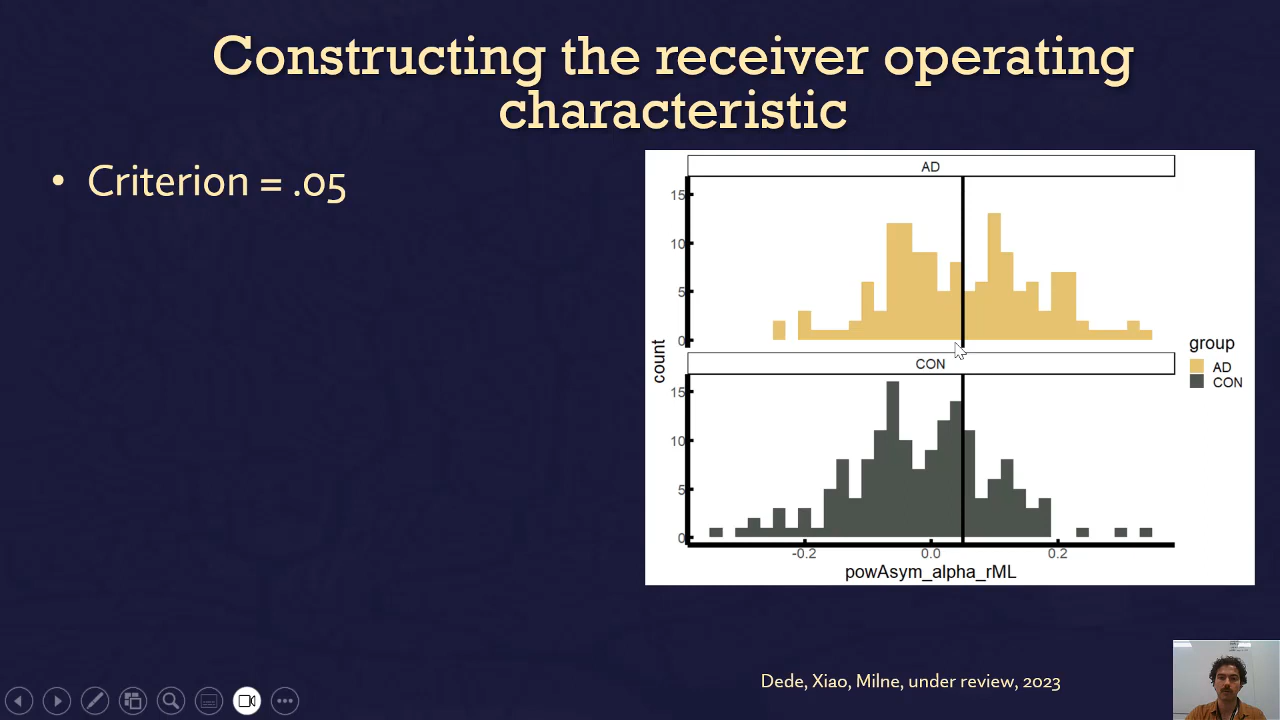 Constructing the receiver operating
characteristic
• Criterion = .05
AD
15
10
5
0
count
CON
15
10
5
0
-0.2
0.0
0.2
powAsym_alpha_rML
group
AD
CON
Dede, Xiao, Milne, under review, 2023